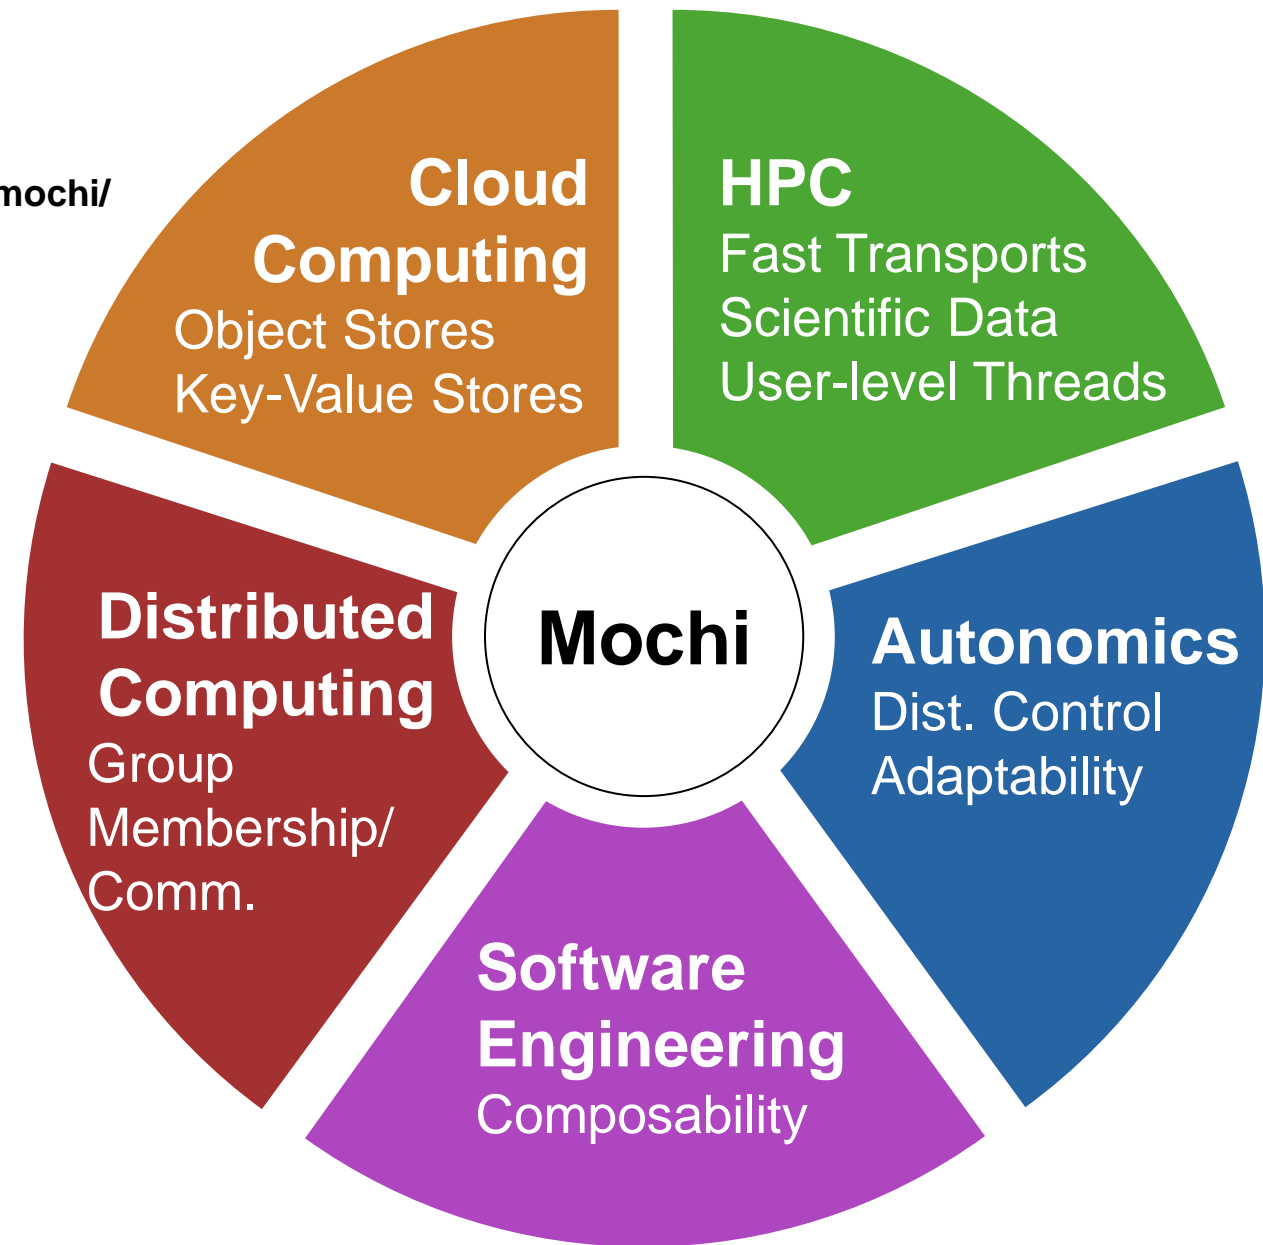 mochi/
Cloud
Computing
Object Stores
Key-Value Stores
HPC
Fast Transports
Scientific Data
User-level Threads
Distributed
Computing
Group
Membership/
Comm.
Mochi
Autonomics
Dist. Control
Adaptability
Software
Engineering
Composability